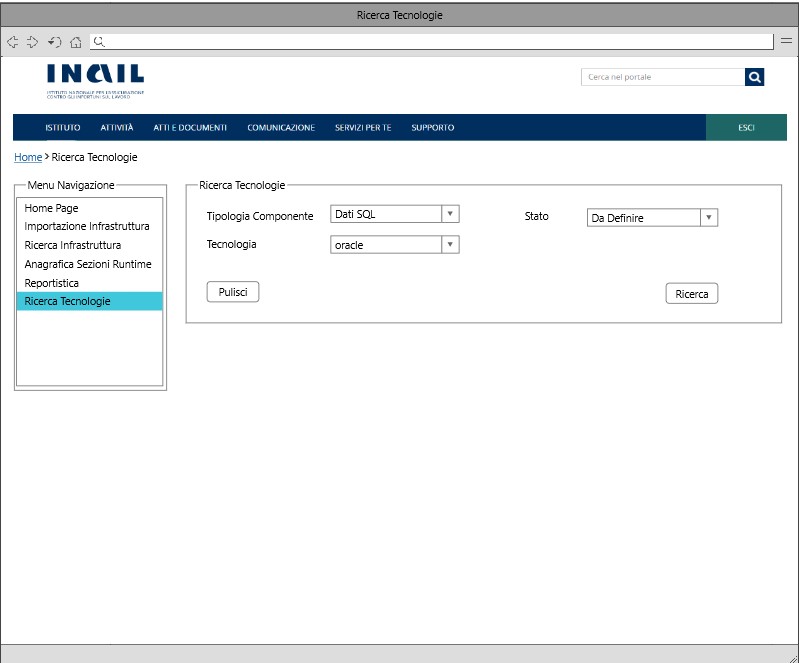 Ricerca Tecnologie
INAIL
ISTITUTO NAZIONALE PER L'ASSICURAZIONE
CONTRO GLI INFORTUNI SUL LAVORO
Cerca nel portale
ISTITUTO ATTIVITÀ ATTI E DOCUMENTI COMUNICAZIONE SERVIZI PER TE SUPPORTO ESCI
Home > Ricerca Tecnologie
Menu Navigazione
Home Page
Importazione Infrastruttura
Ricerca Infrastruttura
Anagrafica Sezioni Runtime
Reportistica
Ricerca Tecnologie
Ricerca Tecnologie
Tipologia Componente Dati SQL Stato Da Definire
Tecnologia oracle
Pulisci Ricerca